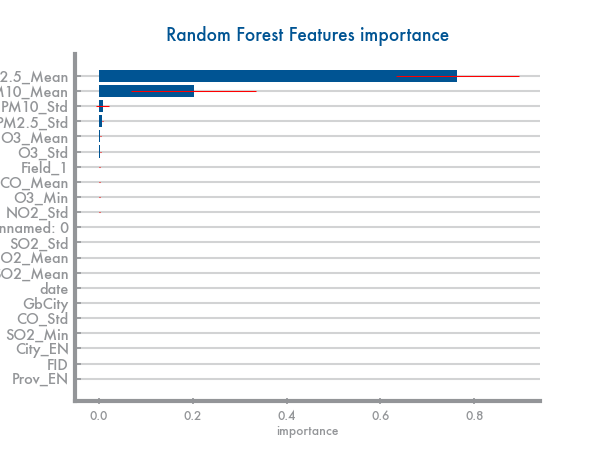 Random Forest Features importance
2.5_Mean
M10_Mean
PM10_Std
PM2.5_Std
O3_Mean
O3_Std
Field_1
CO_Mean
O3_Min
NO2_Std
nnamed: 0
SO2_Std
O2_Mean
SO2_Mean
date
GbCity
CO_Std
SO2_Min
City_EN
FID
Prov_EN
0.0 0.2 0.4 0.6 0.8
importance